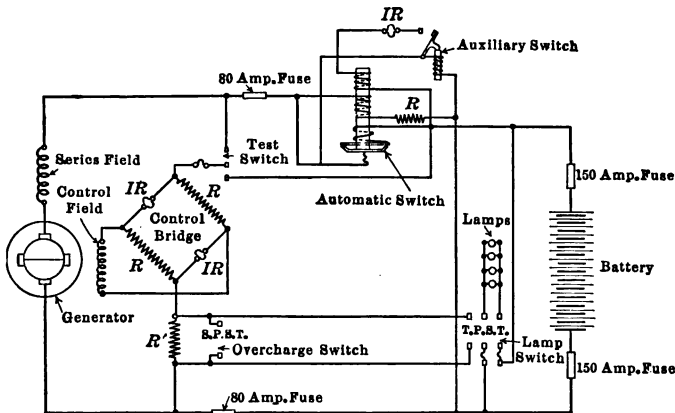 IR
Auxiliary Switch
80 Amp.Fuse
R
Test
Switch
Series Field
Control
Field
IR
R
Control
Bridge
R
IR
Automatic Switch
150 Amp.Fuse
Lamps
Battery
Generator
R'
S.P.S.T.
Overcharge Switch
T.P.S.T.
Lamp
Switch
150 Amp.Fuse
80 Amp.Fuse